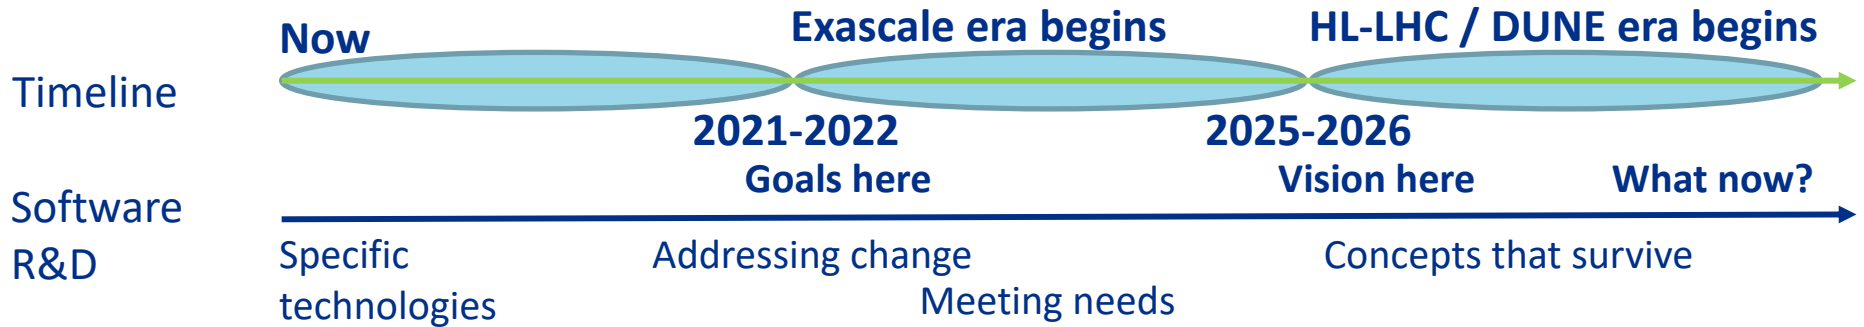 Now
Exascale era begins
HL-LHC / DUNE era begins
Timeline
2021-2022
2025-2026
Goals here
Vision here
What now?
Software
R&D
Specific
technologies
Addressing change
Meeting needs
Concepts that survive